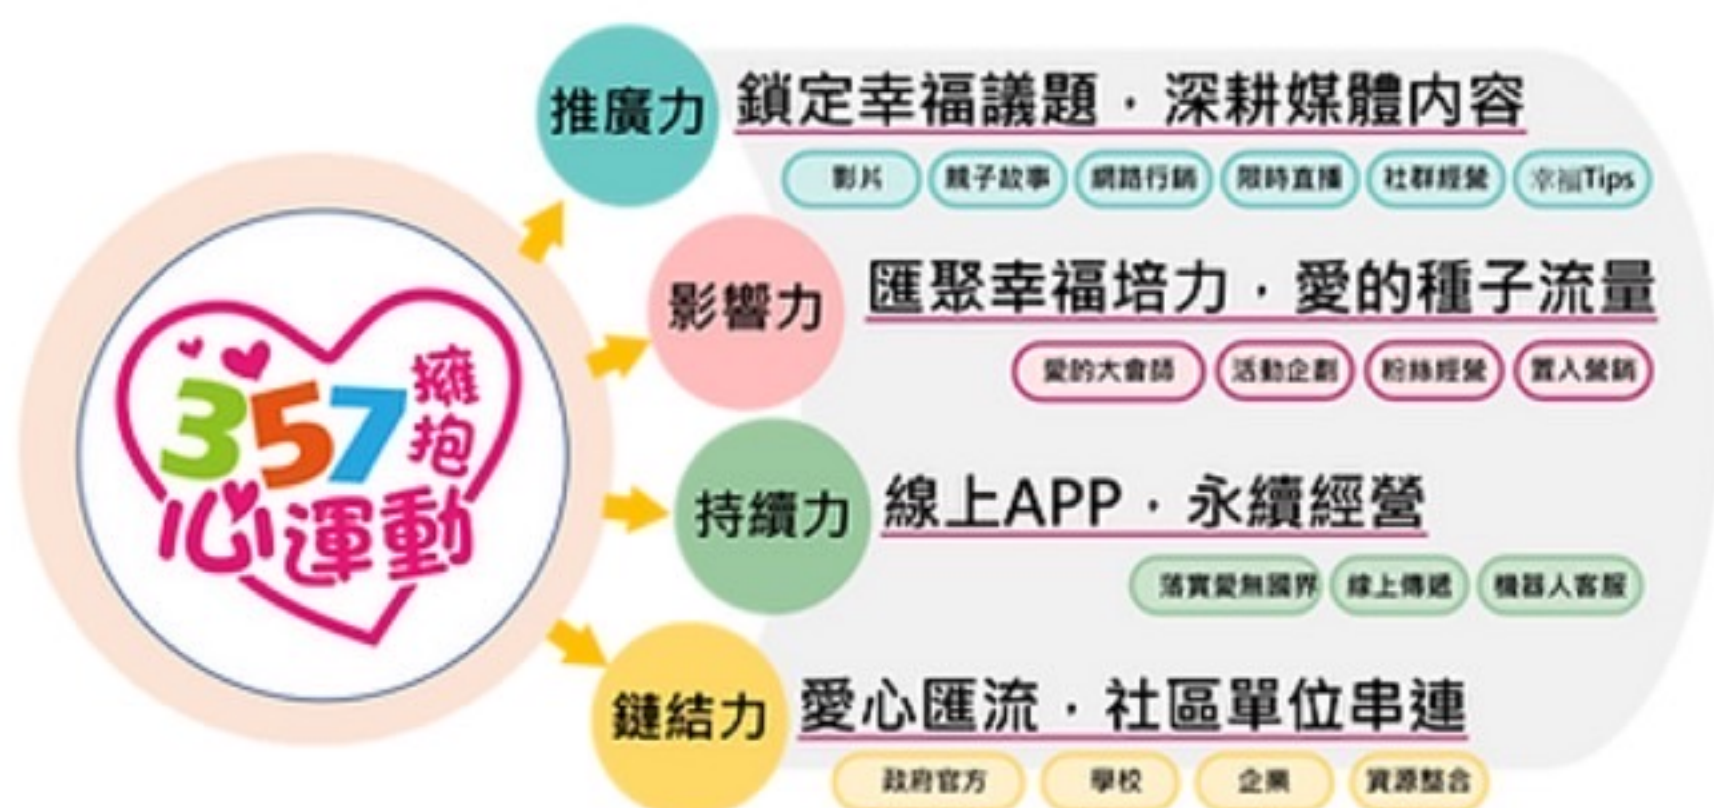 推廣力
鎖定幸福議題，深耕媒體內容
影片 親子故事 網路行銷 限時直播 社群經營 幸福Tips
影響力
匯聚幸福培力，愛的種子流量
愛的大會師 活動企劃 粉絲經營 置入營銷
357擁抱
心運動
持續力
線上APP，永續經營
落實愛無國界 線上傳遞 機器人客服
鏈結力
愛心匯流，社區單位串連
政府官方 學校 企業 資源整合